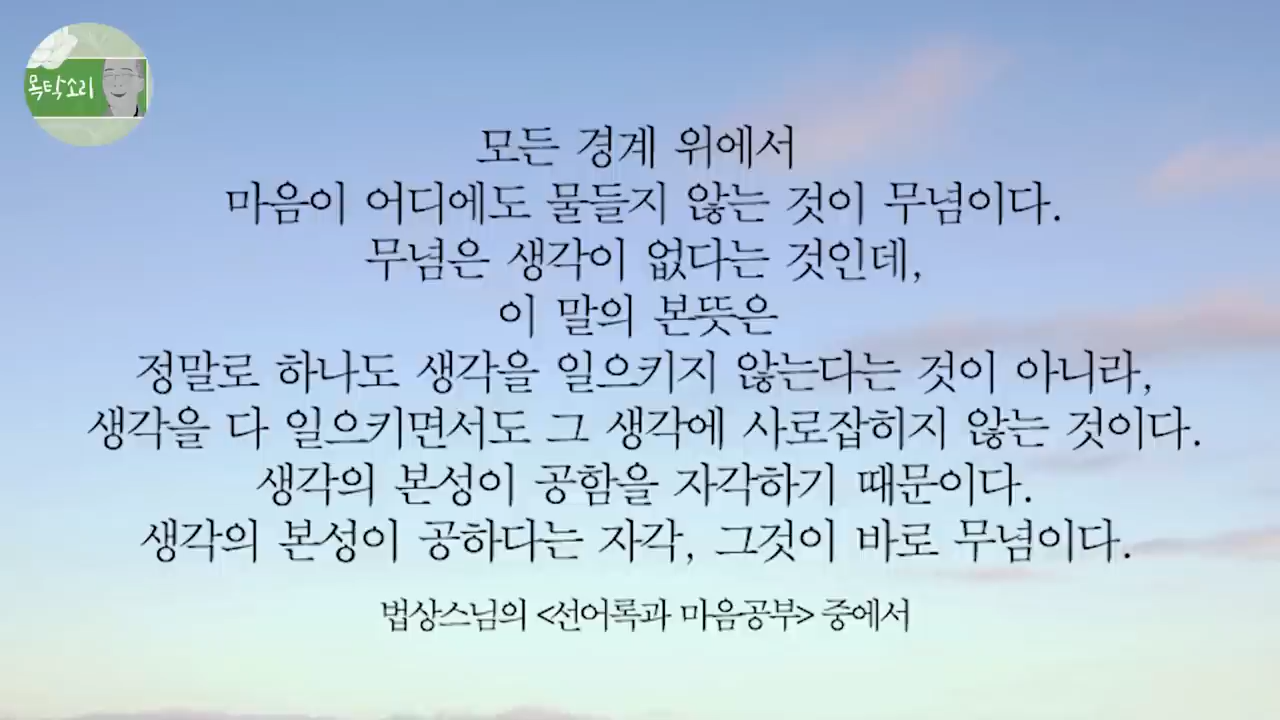 목탁소리
모든 경계 위에서
마음이 어디에도 물들지 않는 것이 무념이다.
무념은 생각이 없다는 것인데,
이 말의 본뜻은
정말로 하나도 생각을 일으키지 않는다는 것이 아니라,
생각을 다 일으키면서도 그 생각에 사로잡히지 않는 것이다.
생각의 본성이 공함을 자각하기 때문이다.
생각의 본성이 공하다는 자각, 그것이 바로 무념이다.
법상스님의 <선어록과 마음공부> 중에서